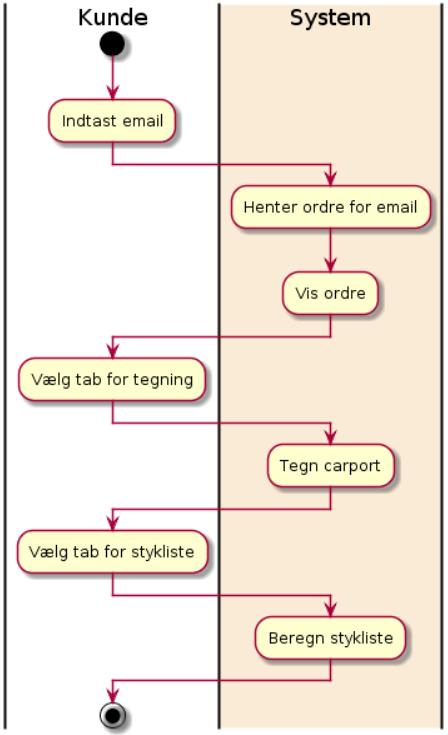 Kunde
System
Indtast email
Henter ordre for email
Vis ordre
Vælg tab for tegning
Tegn carport
Vælg tab for stykliste
Beregn stykliste